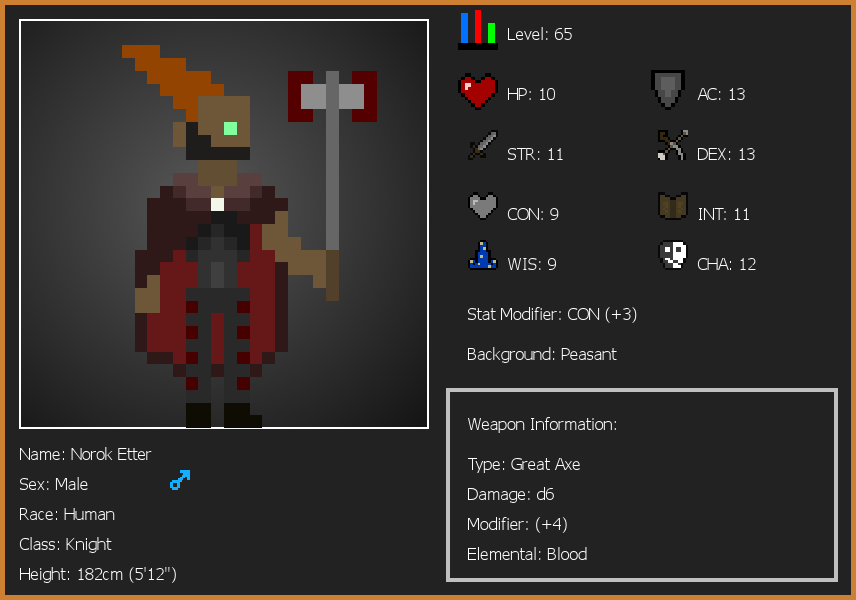 Level: 65
HP: 10
AC: 13
STR: 11
DEX: 13
CON: 9
INT: 11
WIS: 9
CHA: 12
Stat Modifier: CON (+3)
Background: Peasant
Weapon Information:
Type: Great Axe
Damage: d6
Modifier: (+4)
Elemental: Blood
Name: Norok Etter
Sex: Male
Race: Human
Class: Knight
Height: 182cm (5'12")